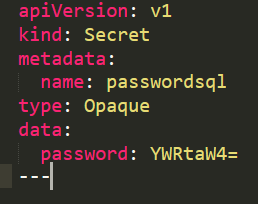 apiVersion: v1
kind: Secret
metadata:
  name: passwordsql
type: Opaque
data:
  password: YWRtaW4=
---